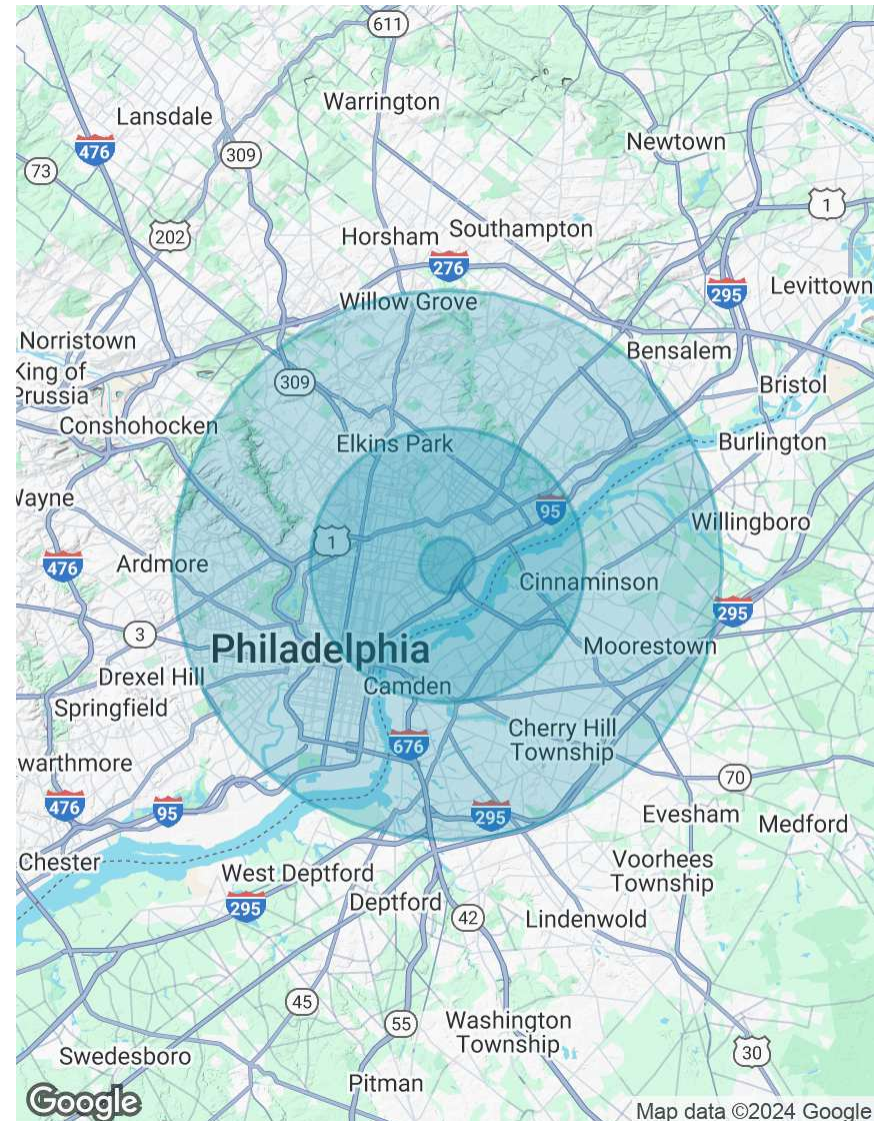 611
Warrington
Lansdale
Newtown
476
309
73
1
202
Horsham
Southampton
276
295
Levittown
Willow Grove
Norristown
King of
Prussia
Bensalem
309
Bristol
Conshohocken
Elkins Park
Burlington
Wayne
95
Willingboro
1
476
Ardmore
Cinnaminson
295
3
Philadelphia
Moorestown
Drexel Hill
Camden
Springfield
Cherry Hill
Township
676
warthmore
70
476
95
295
Evesham
Medford
Chester
Voorhees
Township
West Deptford
295
Deptford
42
Lindenwold
45
55
Washington
Township
30
Swedesboro
Pitman
Google
Map data ©2024 Google